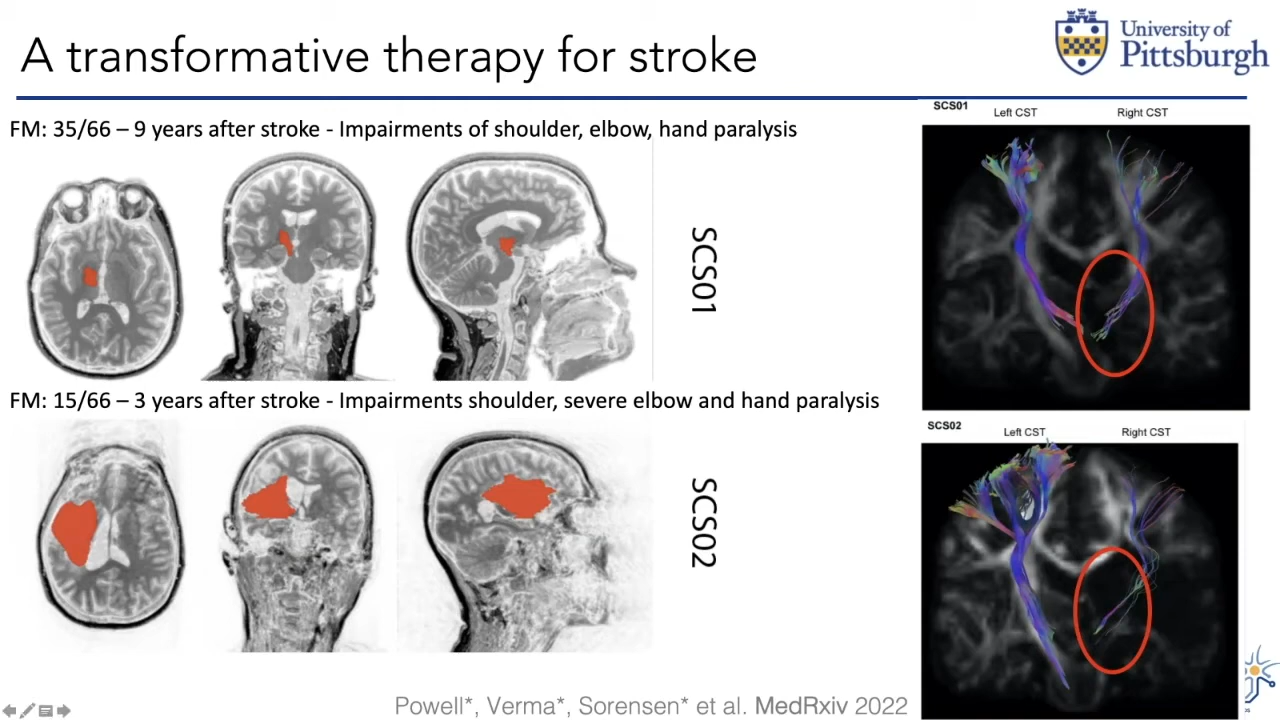 A transformative therapy for stroke
University of
Pittsburgh
FM: 35/66 – 9 years after stroke - Impairments of shoulder, elbow, hand paralysis
SCS01
SCS01
Left CST Right CST
FM: 15/66 – 3 years after stroke - Impairments shoulder, severe elbow and hand paralysis
SCS02
SCS02
Left CST Right CST
Powell*, Verma*, Sorensen* et al. MedRxiv 2022